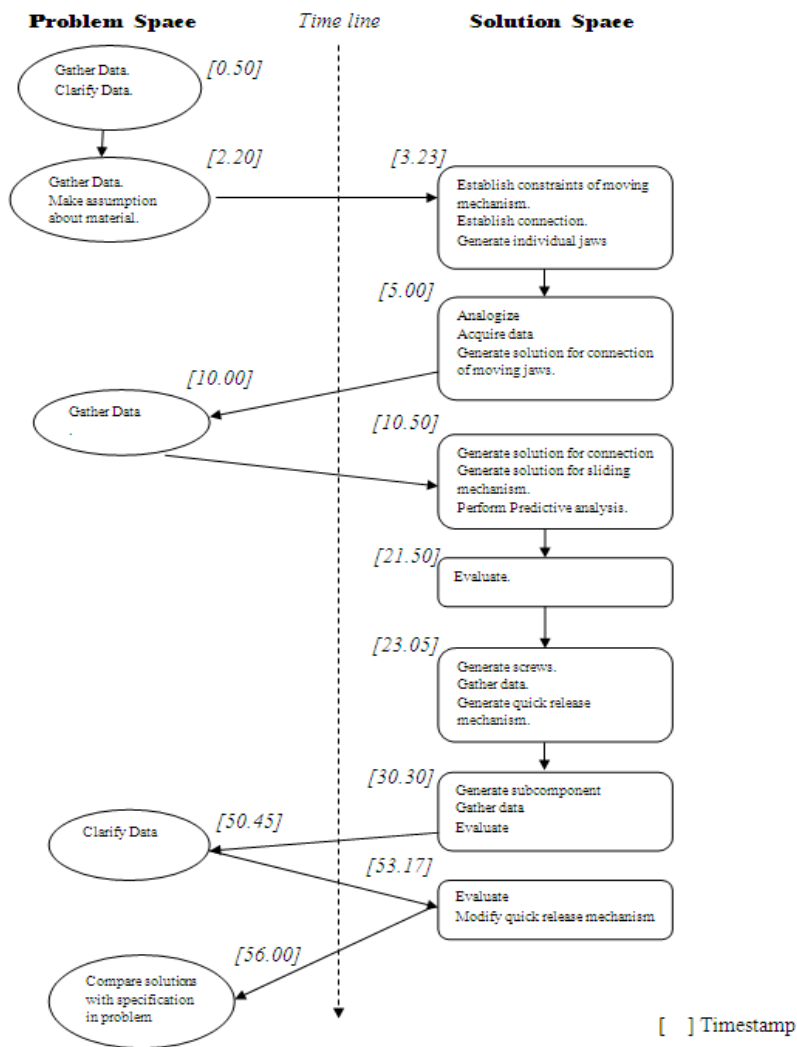 Problem Space
Time line
Solution Space
[0.50]
Gather Data.
Clarify Data.
[2.20]
Gather Data.
Make assumption
about material.
[3.23]
Establish constraints of moving
mechanism.
Establish connection.
Generate individual jaws
[5.00]
Analogize
Acquire data
Generate solution for connection
of moving jaws.
[10.00]
Gather Data
.
[10.50]
Generate solution for connection
Generate solution for sliding
mechanism.
Perform Predictive analysis.
[21.50]
Evaluate.
[23.05]
Generate screws.
Gather data.
Generate quick release
mechanism.
[30.30]
Generate subcomponent
Gather data
Evaluate
[50.45]
Clarify Data
[53.17]
Evaluate
Modify quick release mechanism
[56.00]
Compare solutions
with specification
in problem
[ ] Timestamp